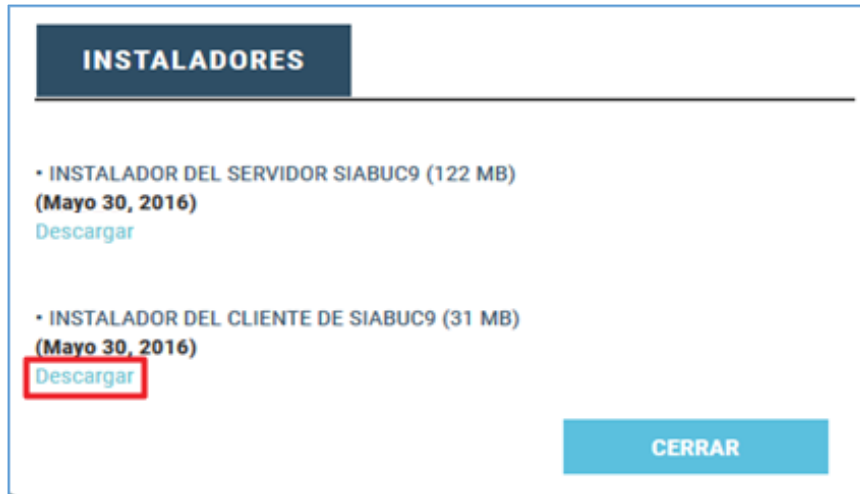 INSTALADORES
• INSTALADOR DEL SERVIDOR SIABUC9 (122 MB)
(Mayo 30, 2016)
Descargar
• INSTALADOR DEL CLIENTE DE SIABUC9 (31 MB)
(Mayo 30, 2016)
Descargar
CERRAR